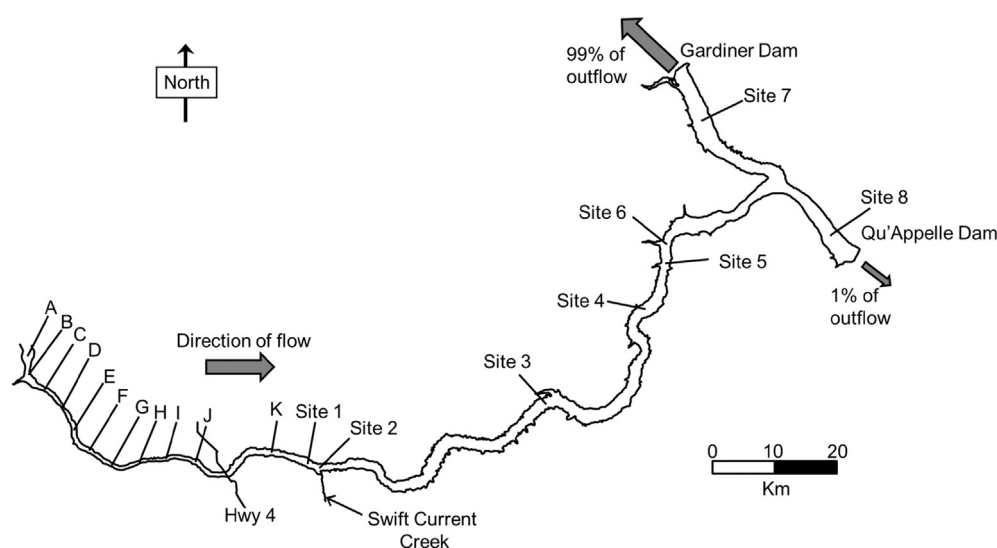 99% of
outflow
Gardiner Dam
North
Site 7
Site 8
Site 6
Qu'Appelle Dam
Site 5
1% of
outflow
Site 4
A
B
C
D
Direction of flow
E
Site 3
F
G
H
I
J
K
Site 1
Site 2
0
10
20
Km
Hwy 4
Swift Current
Creek